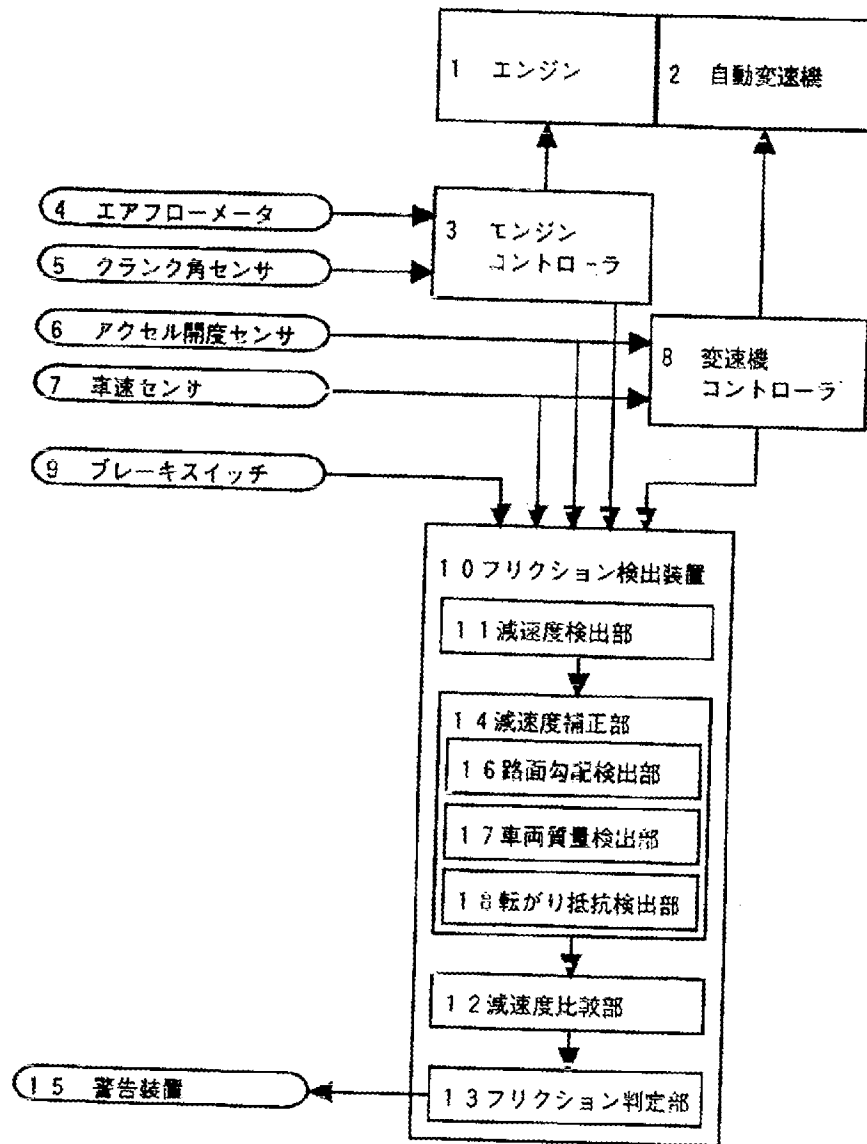 1 エンジン
2 自動変速機
4 エアフローメータ
3 エンジン
コントローラ
5 クランク角センサ
6 アクセル開度センサ
8 変速機
コントローラ
7 車速センサ
9 ブレーキスイッチ
10フリクション検出装置
11減速度検出部
14減速度補正部
16路面勾配検出部
17車両質量検出部
18転がり抵抗検出部
12減速度比較部
15 警告装置
13フリクション判定部